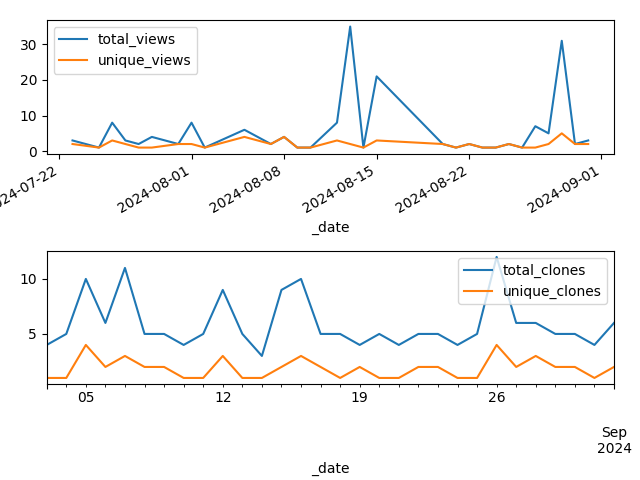 total_views
unique_views
30
20
10
0
2024-08-01
2024-08-08
2024-08-15
2024-08-22
2024-09-01
24-07-22
_date
total_clones
unique_clones
10
5
05
12
19
26
Sep
2024
_date